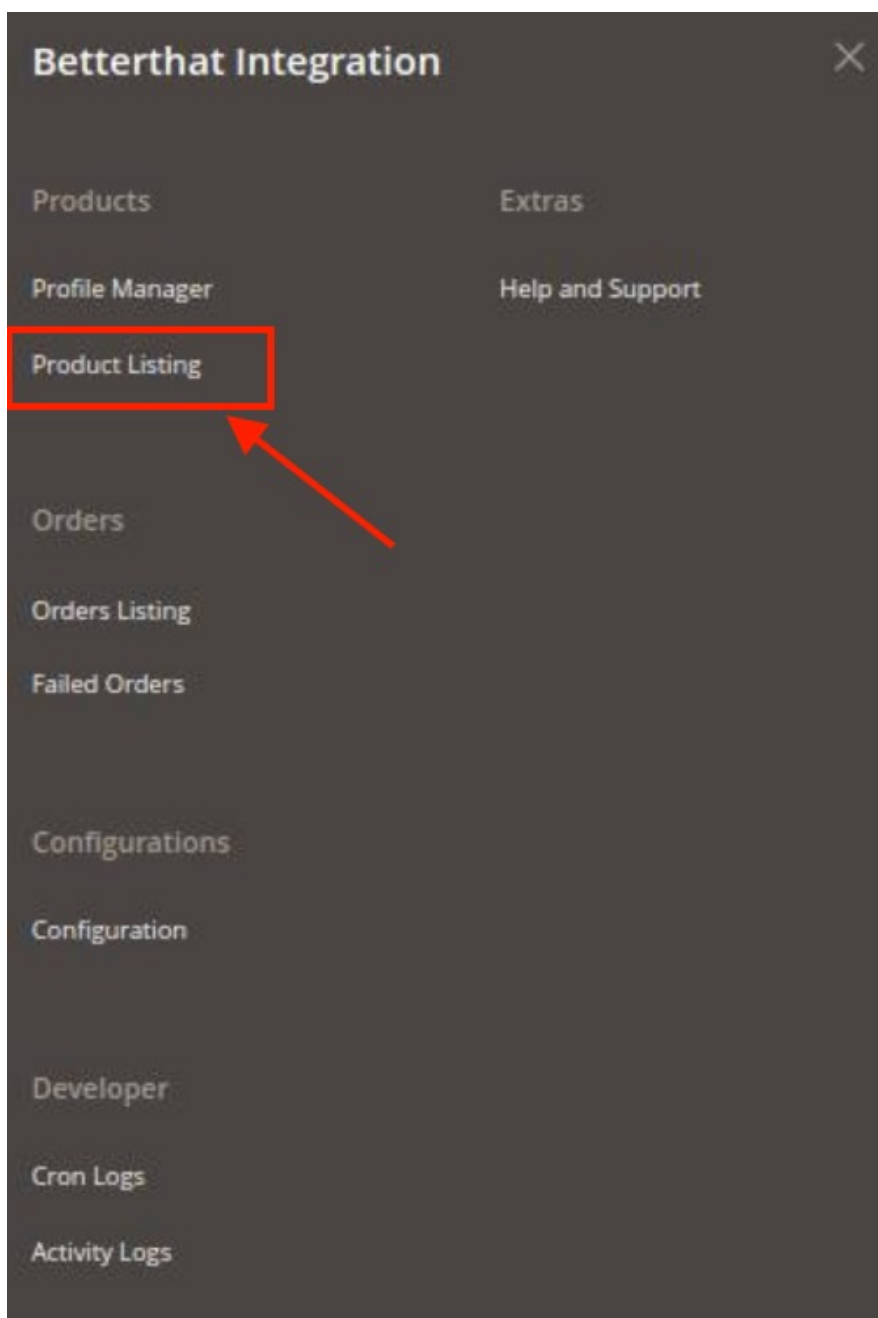 Betterthat Integration
Products
Profile Manager
Product Listing
Orders
Orders Listing
Failed Orders
Configurations
Configuration
Developer
Cron Logs
Activity Logs
Extras
Help and Support